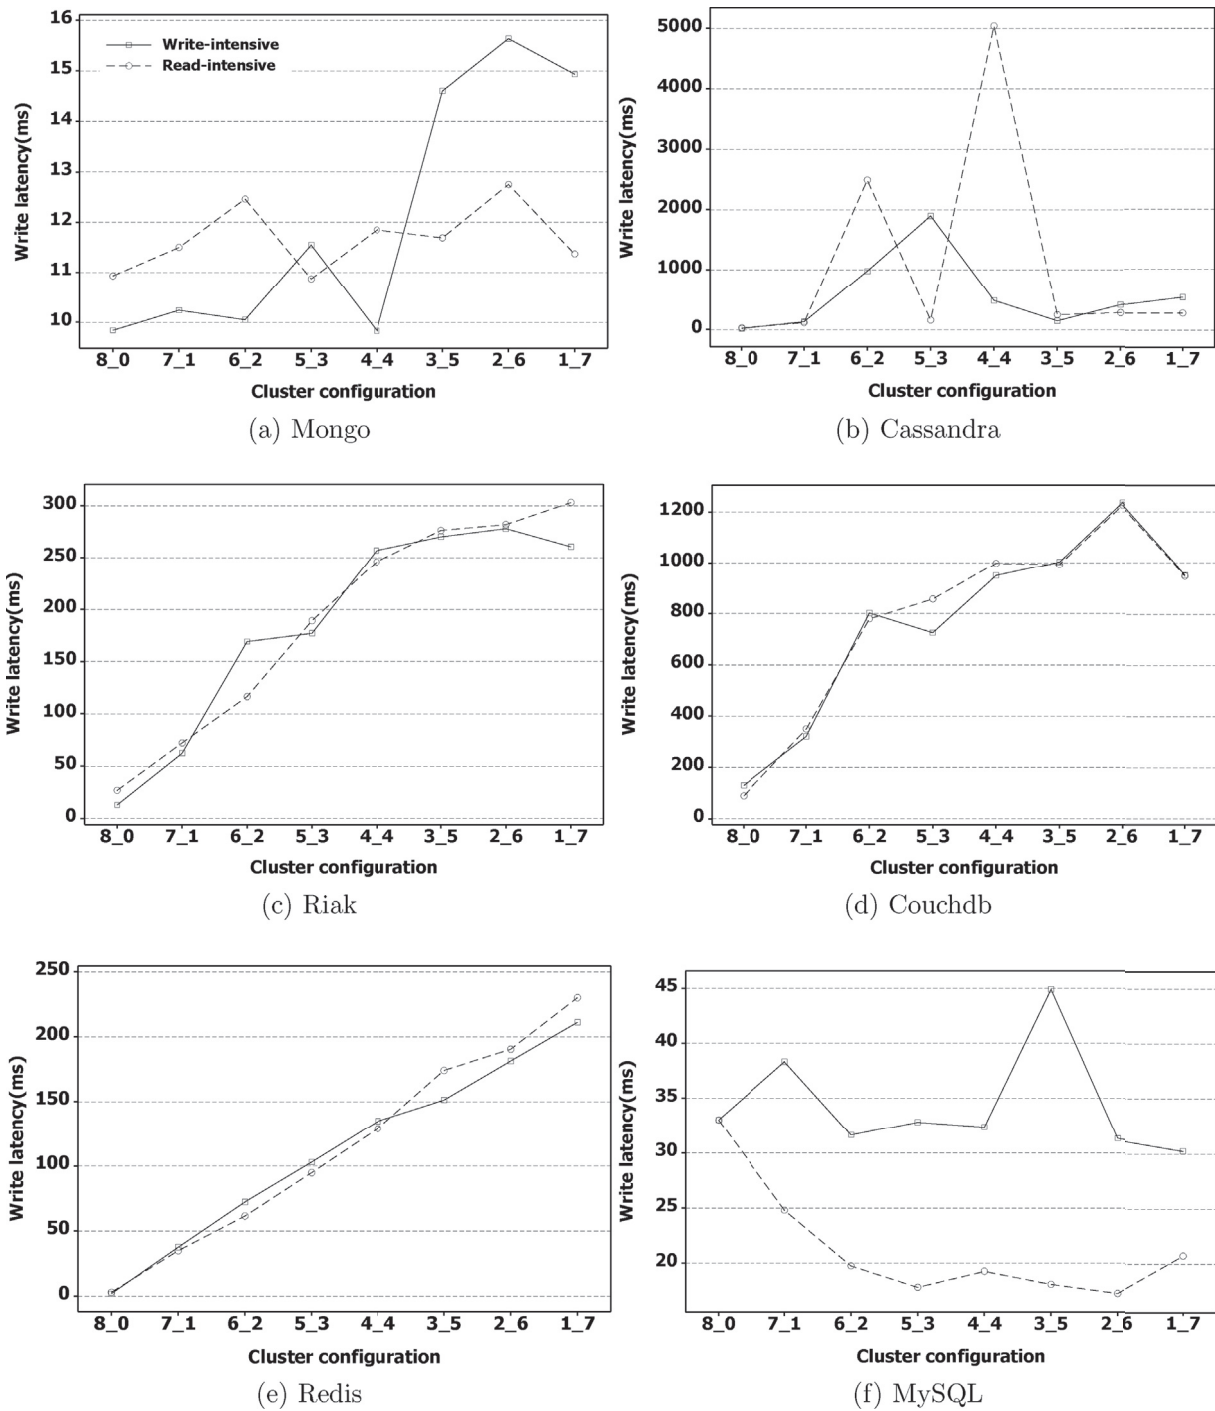 16
15
14
13
12
11
10
Write latency(ms)
Write-intensive
Read-intensive
8_0 7_1 6_2 5_3 4_4 3_5 2_6 1_7
Cluster configuration
(a) Mongo
5000
4000
3000
2000
1000
0
Write latency(ms)
8_0 7_1 6_2 5_3 4_4 3_5 2_6 1_7
Cluster configuration
(b) Cassandra
300
250
200
150
100
50
0
Write latency(ms)
8_0 7_1 6_2 5_3 4_4 3_5 2_6 1_7
Cluster configuration
(c) Riak
1200
1000
800
600
400
200
0
Write latency(ms)
8_0 7_1 6_2 5_3 4_4 3_5 2_6 1_7
Cluster configuration
(d) Couchdb
250
200
150
100
50
0
Write latency(ms)
8_0 7_1 6_2 5_3 4_4 3_5 2_6 1_7
Cluster configuration
(e) Redis
45
40
35
30
25
20
Write latency(ms)
8_0 7_1 6_2 5_3 4_4 3_5 2_6 1_7
Cluster configuration
(f) MySQL